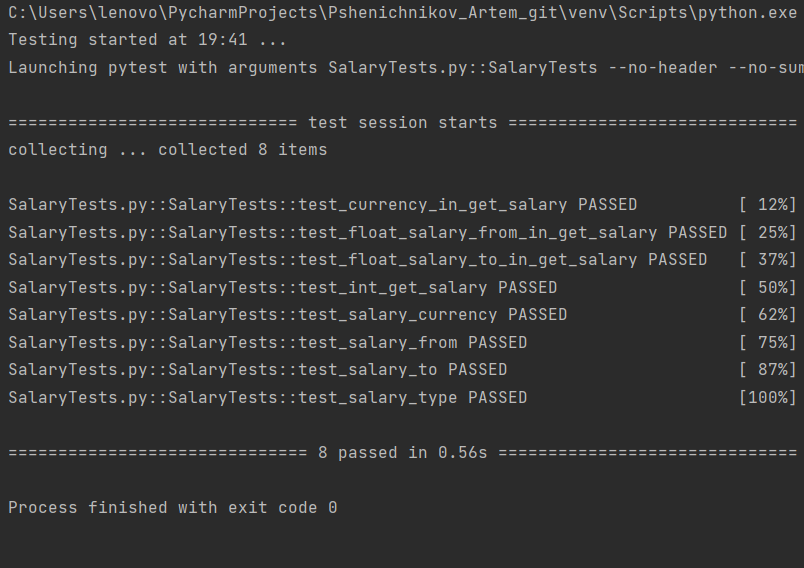 C:\Users\lenovo\PycharmProjects\Pshenichnikov_Artem_git\venv\Scripts\python.exe
Testing started at 19:41 ...
Launching pytest with arguments SalaryTests.py::SalaryTests --no-header --no-sum

============================= test session starts =============================
collecting ... collected 8 items

SalaryTests.py::SalaryTests::test_currency_in_get_salary PASSED          [ 12%]
SalaryTests.py::SalaryTests::test_float_salary_from_in_get_salary PASSED [ 25%]
SalaryTests.py::SalaryTests::test_float_salary_to_in_get_salary PASSED   [ 37%]
SalaryTests.py::SalaryTests::test_int_get_salary PASSED                  [ 50%]
SalaryTests.py::SalaryTests::test_salary_currency PASSED                 [ 62%]
SalaryTests.py::SalaryTests::test_salary_from PASSED                     [ 75%]
SalaryTests.py::SalaryTests::test_salary_to PASSED                       [ 87%]
SalaryTests.py::SalaryTests::test_salary_type PASSED                     [100%]

============================== 8 passed in 0.56s ==============================

Process finished with exit code 0